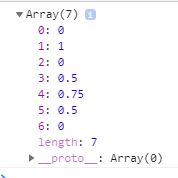 ▼Array(7) i
0: 0
1: 1
2: 0
3: 0.5
4: 0.75
5: 0.5
6: 0
length: 7
▶__proto__: Array(0)